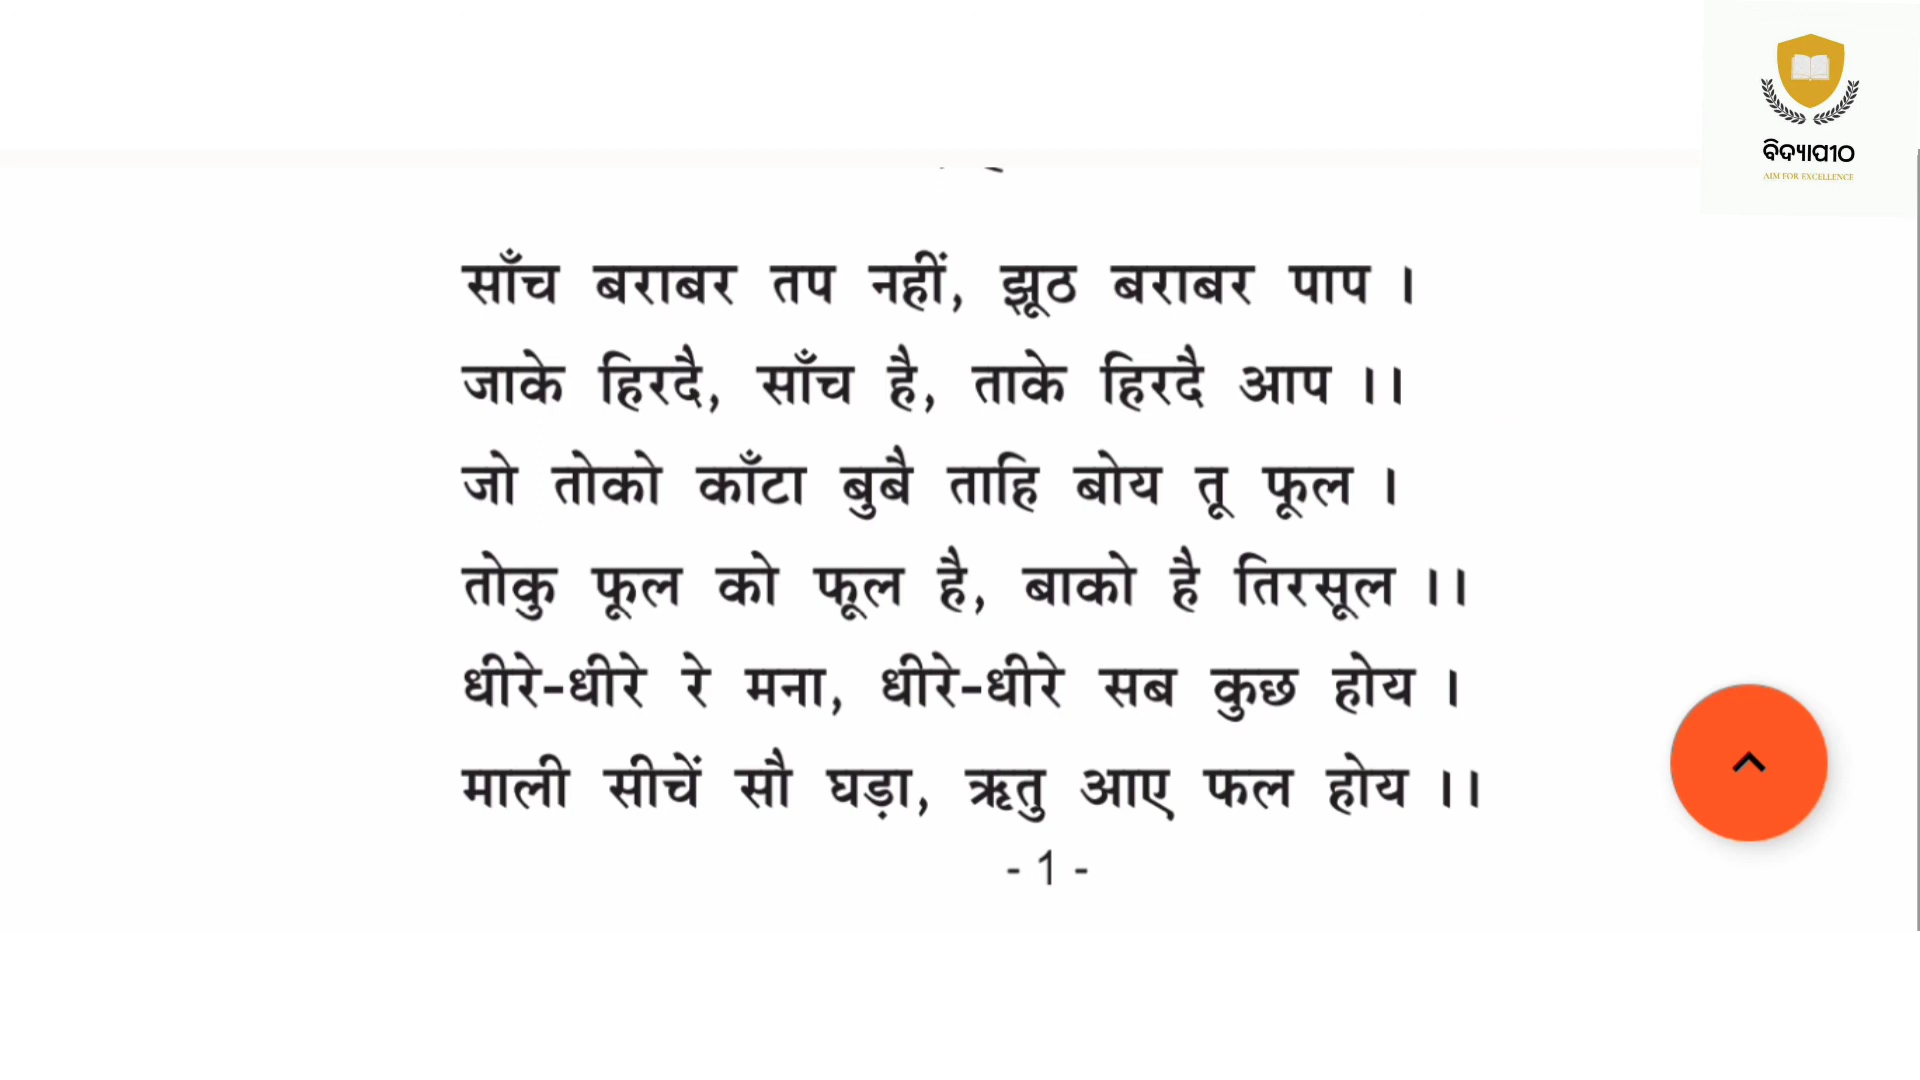 ବିଦ୍ୟାପୀଠ
AIM FOR EXCELLENCE
साँच बराबर तप नहीं, झूठ बराबर पाप ।
जाके हिरदै, साँच है, ताके हिरदै आप ।।
जो तोको काँटा बुबै ताहि बोय तू फूल ।
तोकु फूल को फूल है, बाको है तिरसूल ।।
धीरे-धीरे रे मना, धीरे-धीरे सब कुछ होय ।
माली सीचें सौ घड़ा, ऋतु आए फल होय ।।
- 1 -